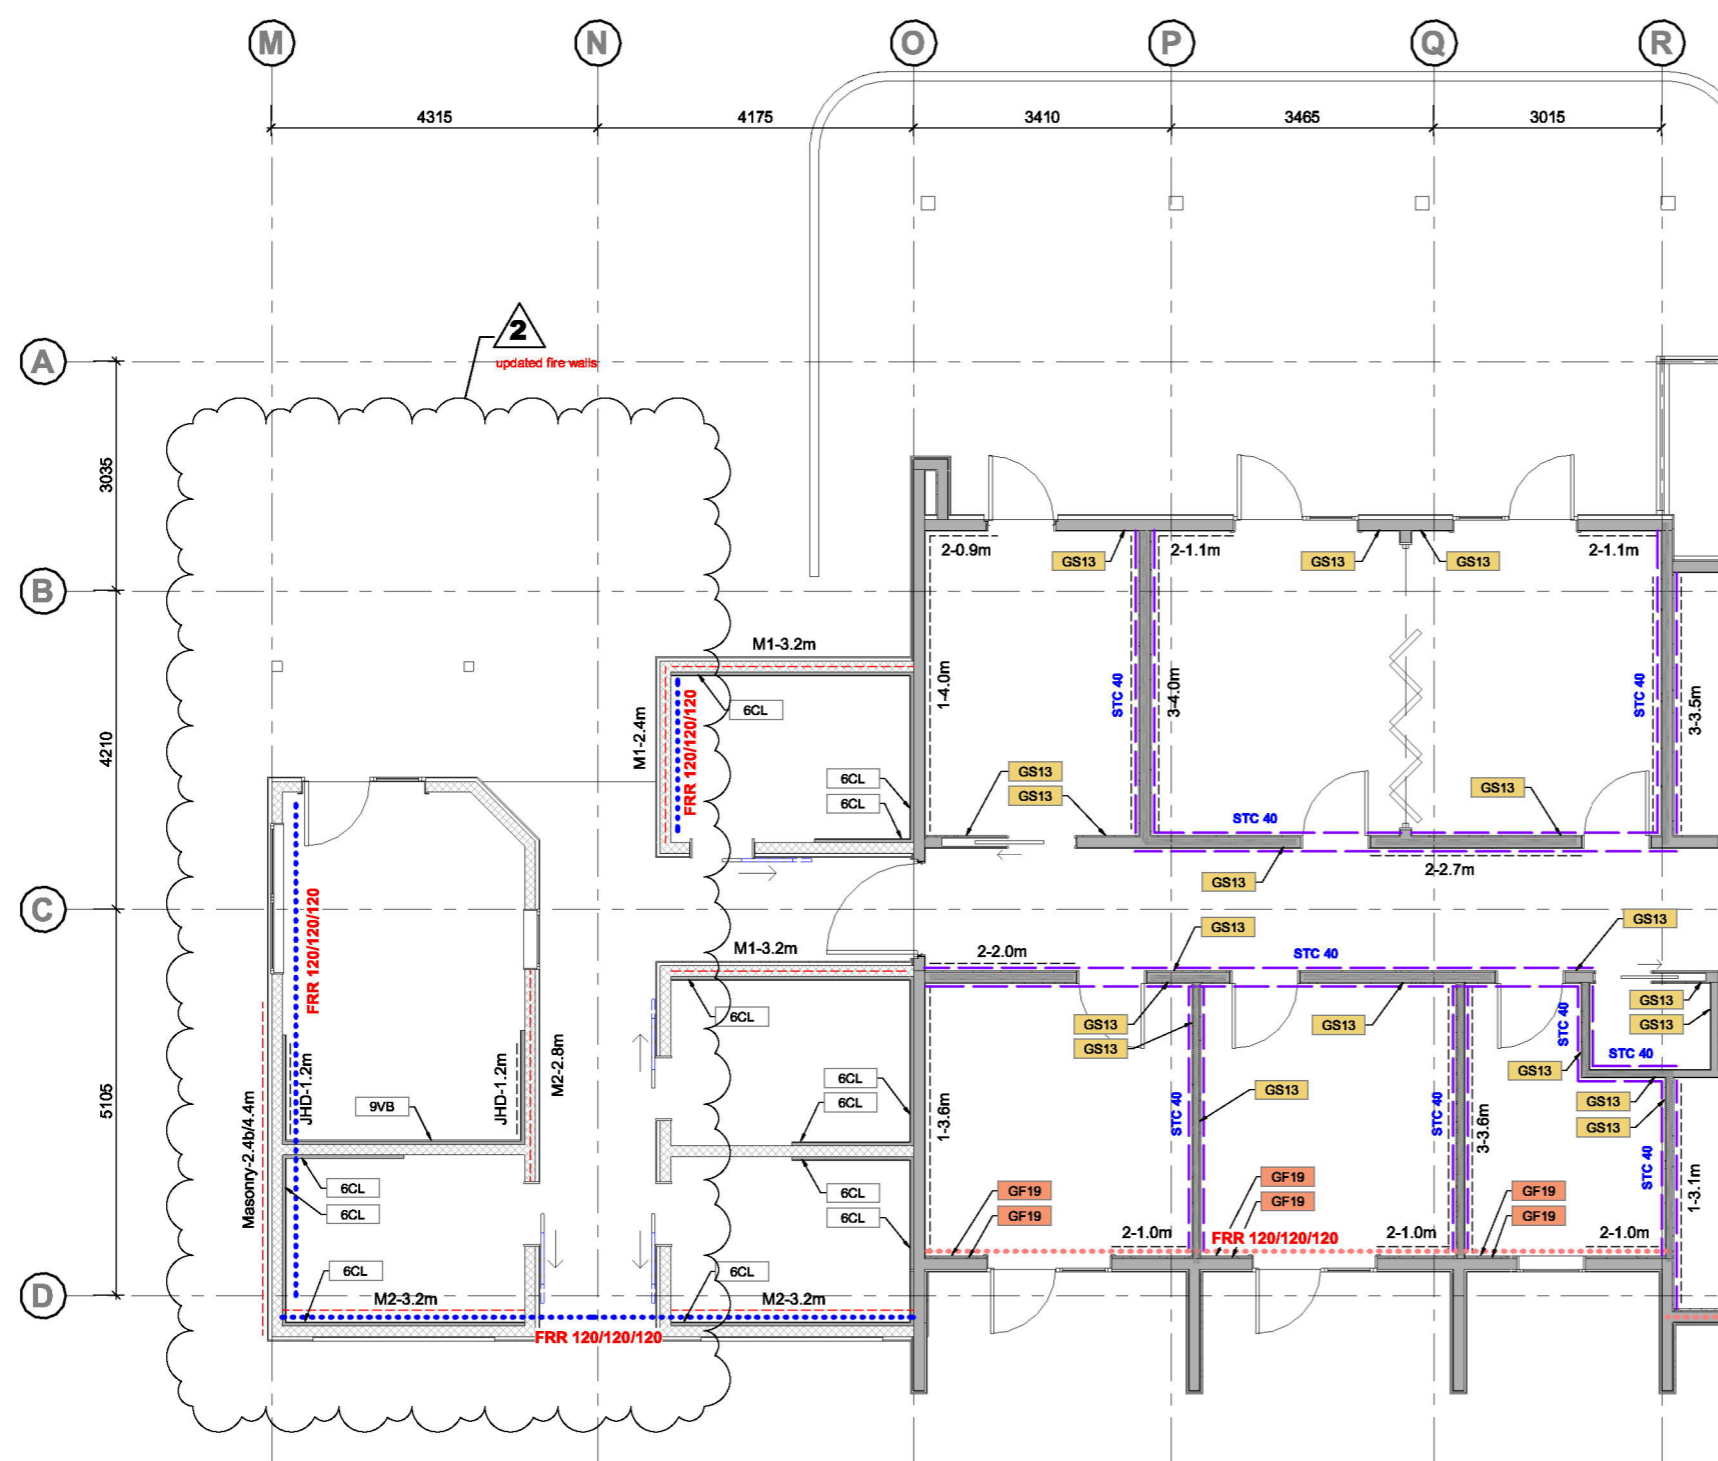 M N O P Q R
4315 4175 3410 3465 3015
2
updated fire walls
A
3035
B
4210
C
5105
D
2-0.9m
GS13
2-1.1m
GS13
GS13
2-1.1m
M1-3.2m
6CL
M1-2.4m
FRR 120/120/120
6CL
6CL
1-4.0m
STC 40
3-4.0m
STC 40
3-3.5m
GS13
GS13
STC 40
GS13
2-2.7m
GS13
FRR 120/120/120
GS13
GS13
M1-3.2m
2-2.0m
STC 40
6CL
GS13
GS13
GS13
GS13
GS13
STC 40
STC 40
GS13
Masonry-2.4b/4.4m
JHD-1.2m
JHD-1.2m
M2-2.8m
9VB
6CL
6CL
1-3.6m
STC 40
GS13
STC 40
3-3.6m
GS13
GS13
STC 40
1-3.1m
6CL
6CL
6CL
6CL
GF19
GF19
GF19
GF19
GF19
GF19
2-1.0m
FRR 120/120/120
2-1.0m
2-1.0m
6CL
6CL
M2-3.2m
M2-3.2m
FRR 120/120/120